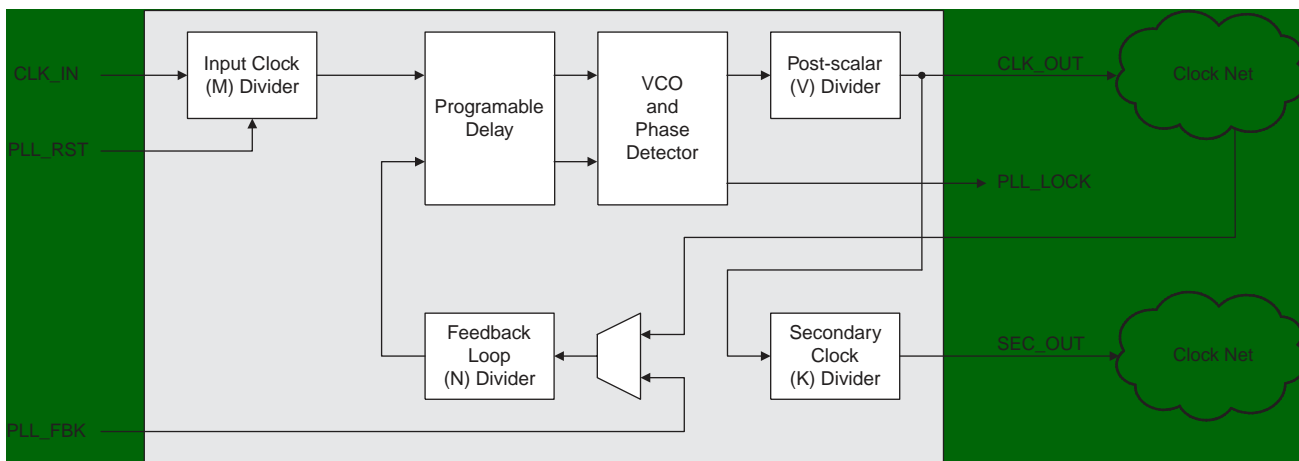 CLK_IN
Input Clock
(M) Divider
PLL_RST
Programable
Delay
VCO
and
Phase
Detector
Post-scalar
(V) Divider
CLK_OUT
Clock Net
PLL_LOCK
Feedback
Loop
(N) Divider
Secondary
Clock
(K) Divider
SEC_OUT
Clock Net
PLL_FBK